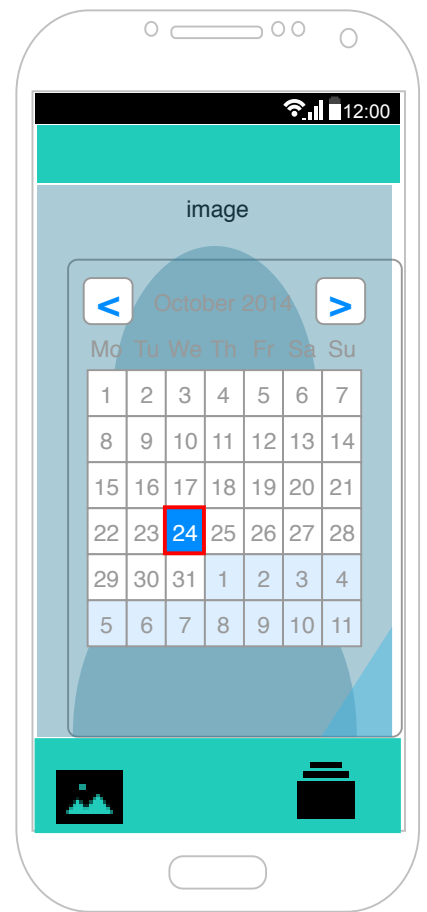 12:00
image
< October 2014 >
Mo Tu We Th Fr Sa Su
1 2 3 4 5 6 7
8 9 10 11 12 13 14
15 16 17 18 19 20 21
22 23 24 25 26 27 28
29 30 31 1 2 3 4
5 6 7 8 9 10 11